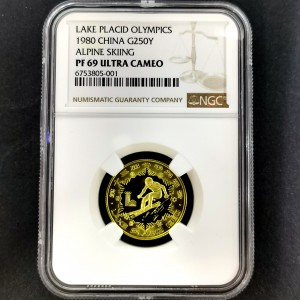 LAKE PLACID OLYMPICS
1980 CHINA G250Y
ALPINE SKIING
PF 69 ULTRA CAMEO
6753805-001
NUMISMATIC GUARANTY COMPANY
NGC